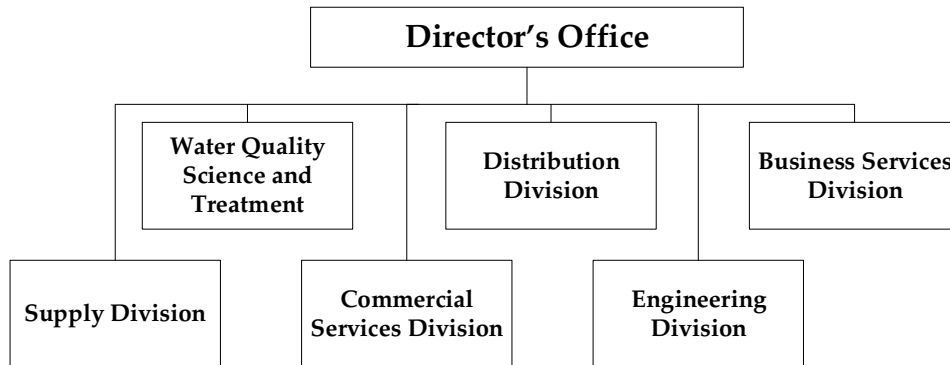 Director’s Office
Water Quality
Science and
Treatment
Distribution
Division
Business Services
Division
Supply Division
Commercial
Services Division
Engineering
Division